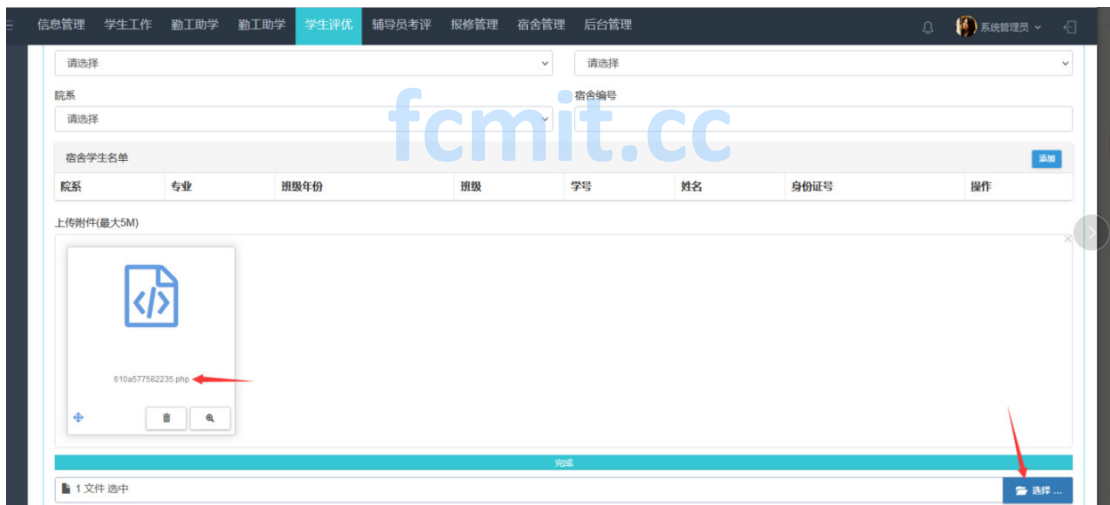 信息管理 学生工作 勤工助学 勤工助学 学生评优 辅导员考评 报修管理 宿舍管理 后台管理 系统管理员
请选择 请选择
院系 宿舍编号
请选择
fcmit.cc
宿舍学生名单 添加
院系 专业 班级年份 班级 学号 姓名 身份证号 操作
上传附件(最大5M)
610a577582235.php
完成
1 文件 选中 选择 ...